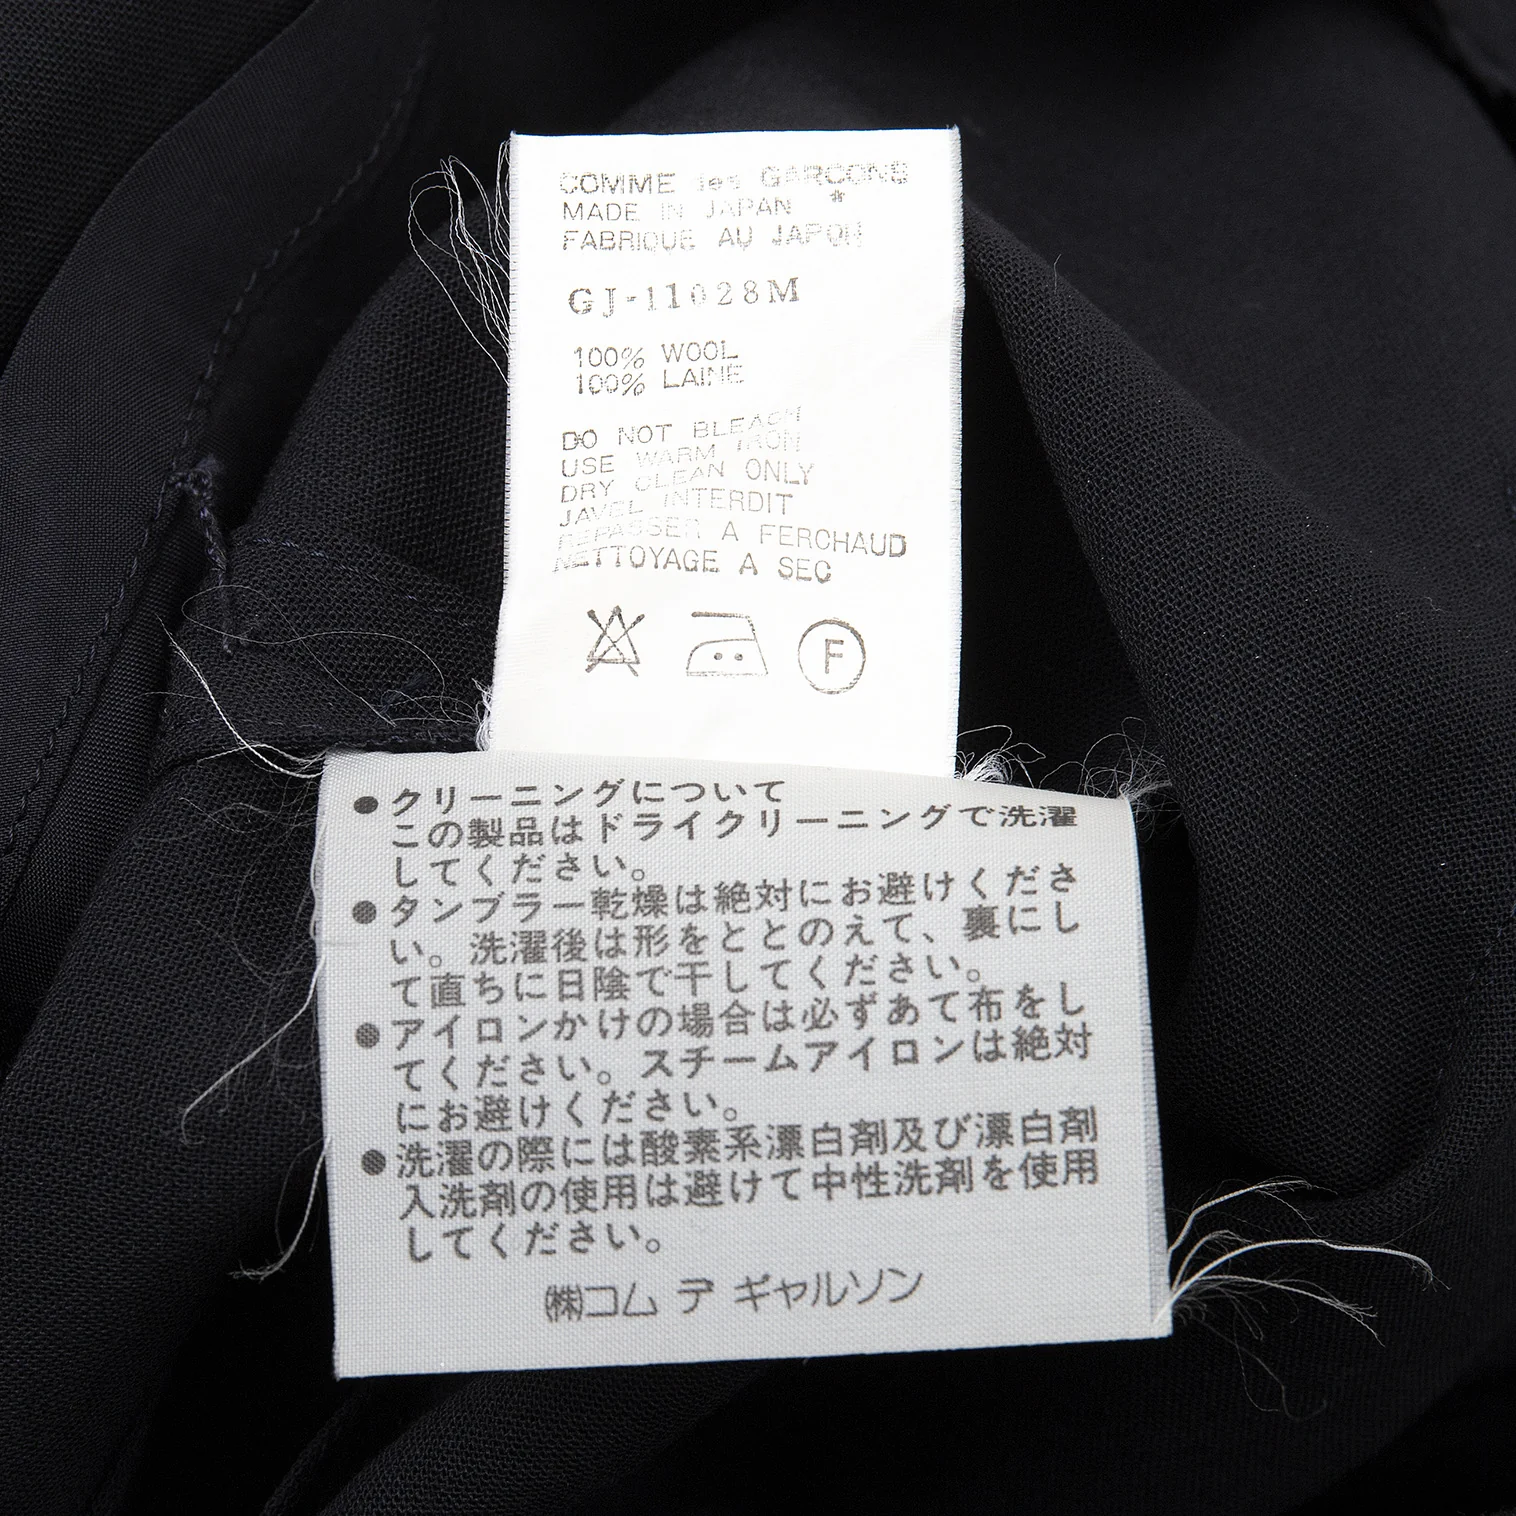 COMME des GARCONS
*
MADE IN JAPAN
FABRIQUE AU JAPON
GJ-11028M
100% WOOL
100% LAINE
DO NOT BLEACH
USE WARM IRON
DRY CLEAN ONLY
JAVEL INTERDIT
REPASSER A FERCHAUD
NETTOYAGE A SEC
F
●クリーニングについて
この製品はドライクリーニングで洗濯
してください。
●タンブラー乾燥は絶対にお避けくださ
い。洗濯後は形をととのえて、裏にし
て直ちに日陰で干してください。
●アイロンかけの場合は必ずあて布をし
てください。スチームアイロンは絶対
にお避けください。
●洗濯の際には酸素系漂白剤及び漂白剤
入洗剤の使用は避けて中性洗剤を使用
してください。
㈱コム デ ギャルソン